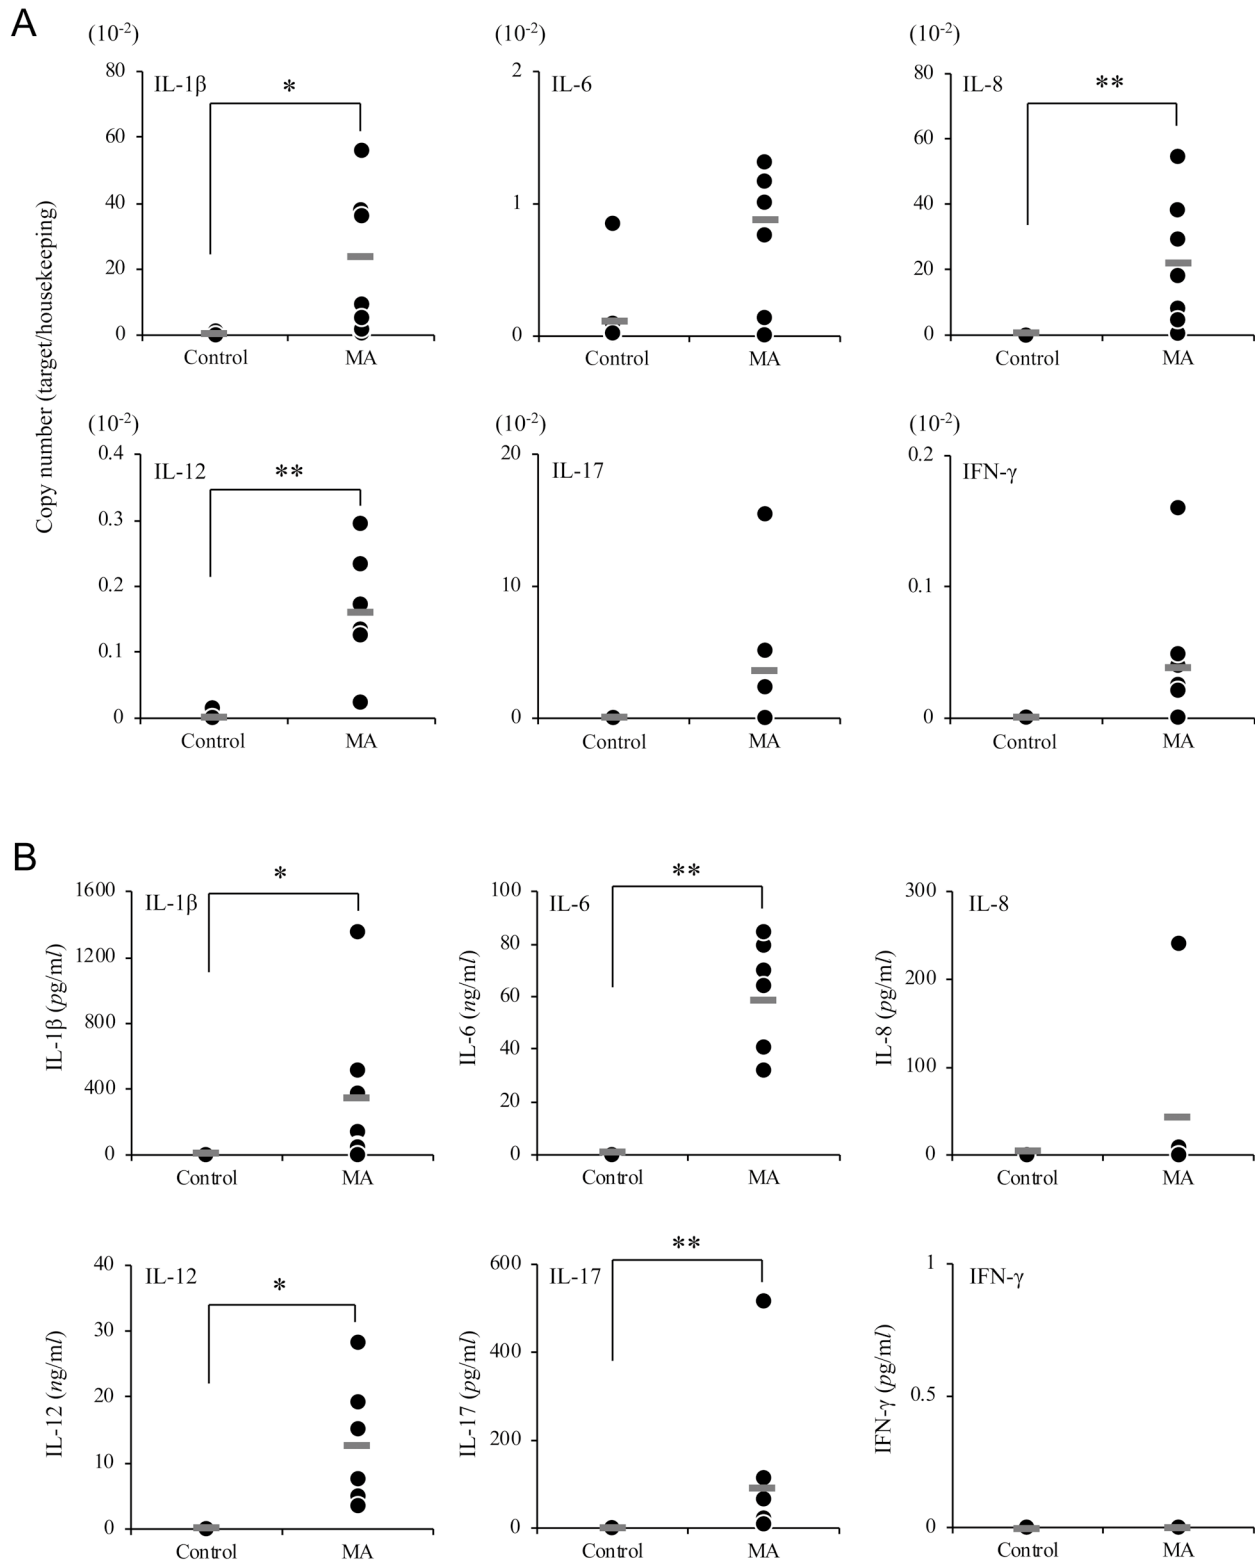 A
(10-2) (10-2) (10-2)
Copy number (target/housekeeping)
IL-1β
*
80
60
40
20
0
Control MA
IL-6
2
1
0
Control MA
IL-8
**
80
60
40
20
0
Control MA
(10-2) (10-2) (10-2)
IL-12
**
0.4
0.3
0.2
0.1
0
Control MA
IL-17
20
10
0
Control MA
IFN-γ
0.2
0.1
0
Control MA
B
IL-1β (pg/ml)
IL-1β
*
1600
1200
800
400
0
Control MA
IL-6 (ng/ml)
IL-6
**
100
80
60
40
20
0
Control MA
IL-8 (pg/ml)
IL-8
300
200
100
0
Control MA
IL-12 (ng/ml)
IL-12
*
40
30
20
10
0
Control MA
IL-17 (pg/ml)
IL-17
**
600
400
200
0
Control MA
IFN-γ (pg/ml)
IFN-γ
1
0.5
0
Control MA